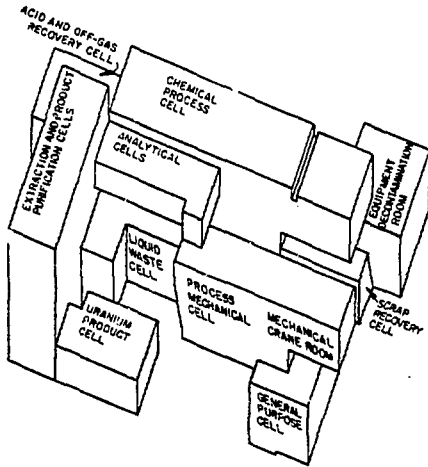 ACID AND OFF-GAS
RECOVERY CELL
CHEMICAL
PROCESS
CELL
EXTRACTION AND PRODUCT
PURIFICATION CELLS
ANALYTICAL
CELLS
EQUIPMENT
DECONTAMINATION
ROOM
LIQUID
WASTE
CELL
PROCESS
MECHANICAL
CELL
MECHANICAL
CRANE ROOM
SCRAP
RECOVERY
CELL
URANIUM
PRODUCT
CELL
GENERAL
PURPOSE
CELL